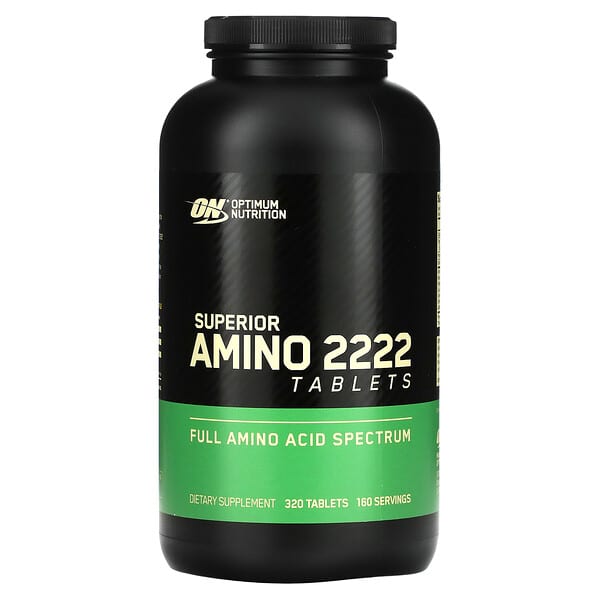 ON OPTIMUM
NUTRITION
SUPERIOR
AMINO 2222
TABLETS
FULL AMINO ACID SPECTRUM
DIETARY SUPPLEMENT 320 TABLETS 160 SERVINGS